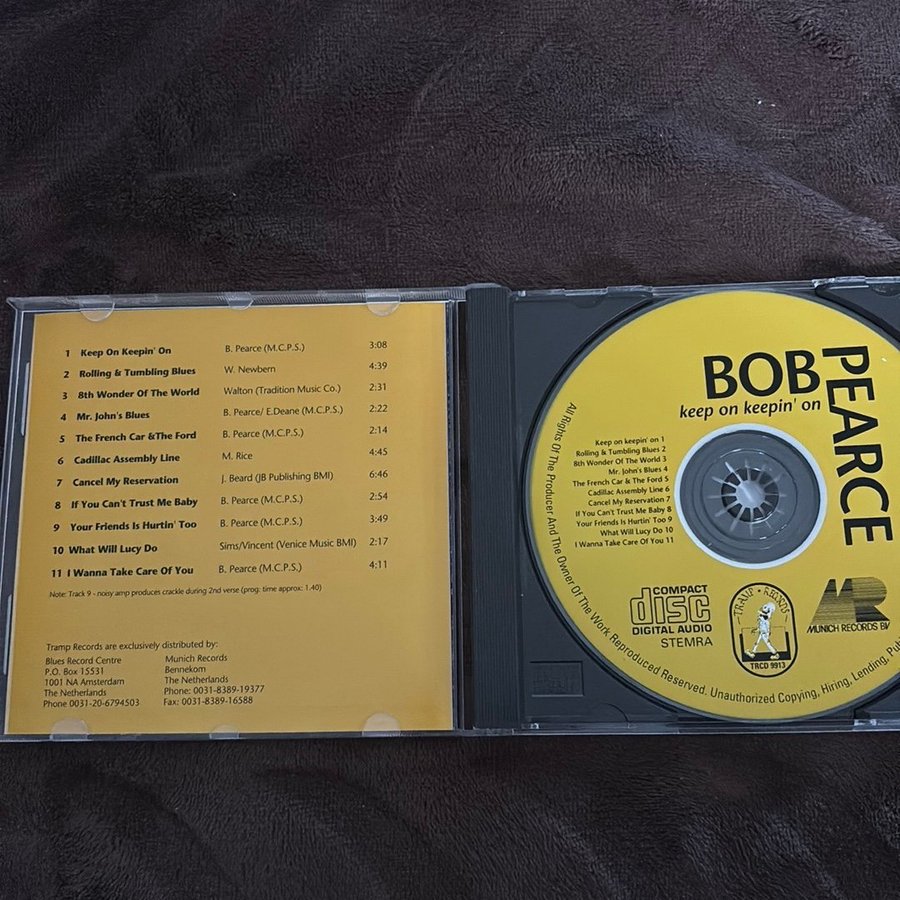 1 Keep On Keepin' On B. Pearce (M.C.P.S.) 3:08
2 Rolling & Tumbling Blues W. Newbern 4:39
3 8th Wonder Of The World Walton (Tradition Music Co.) 2:31
4 Mr. John's Blues B. Pearce/ E.Deane (M.C.P.S.) 2:22
5 The French Car &The Ford B. Pearce (M.C.P.S.) 2:14
6 Cadillac Assembly Line M. Rice 4:45
7 Cancel My Reservation J. Beard (JB Publishing BMI) 6:46
8 If You Can't Trust Me Baby B. Pearce (M.C.P.S.) 2:54
9 Your Friends Is Hurtin' Too B. Pearce (M.C.P.S.) 3:49
10 What Will Lucy Do Sims/Vincent (Venice Music BMI) 2:17
11 I Wanna Take Care Of You B. Pearce (M.C.P.S.) 4:11
Note: Track 9 - noisy amp produces crackle during 2nd verse (prog: time approx: 1.40)
Tramp Records are exclusively distributed by:
Blues Record Centre
P.O. Box 15531
1001 NA Amsterdam
The Netherlands
Phone 0031-20-6794503
Munich Records
Bennekom
The Netherlands
Phone: 0031-8389-19377
Fax: 0031-8389-16588
BOB
PEARCE
keep on keepin' on
Keep on keepin' on 1
Rolling & Tumbling Blues 2
8th Wonder Of The World 3
Mr. John's Blues 4
The French Car & The Ford 5
Cadillac Assembly Line 6
Cancel My Reservation 7
If You Can't Trust Me Baby 8
Your Friends Is Hurtin' Too 9
What Will Lucy Do 10
I Wanna Take Care Of You 11
COMPACT
disc
DIGITAL AUDIO
STEMRA
TRAMP • RECORDS
TRCD 9913
MR
MUNICH RECORDS BV
All Rights Of The Producer And The Owner Of The Work Reproduced Reserved. Unauthorized Copying, Hiring, Lending,